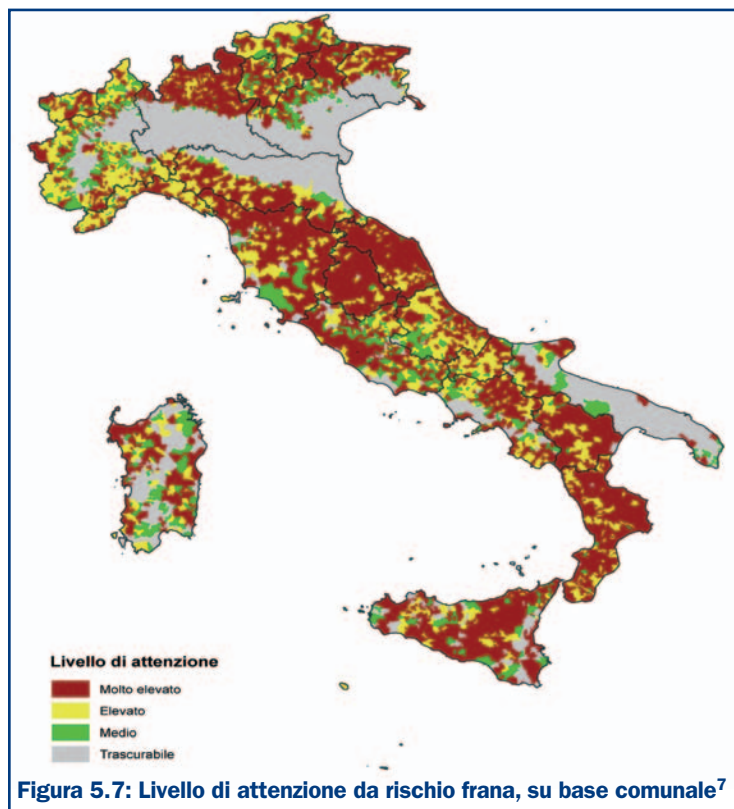 Livello di attenzione
Molto elevato
Elevato
Medio
Trascurabile
Figura 5.7: Livello di attenzione da rischio frana, su base comunale7